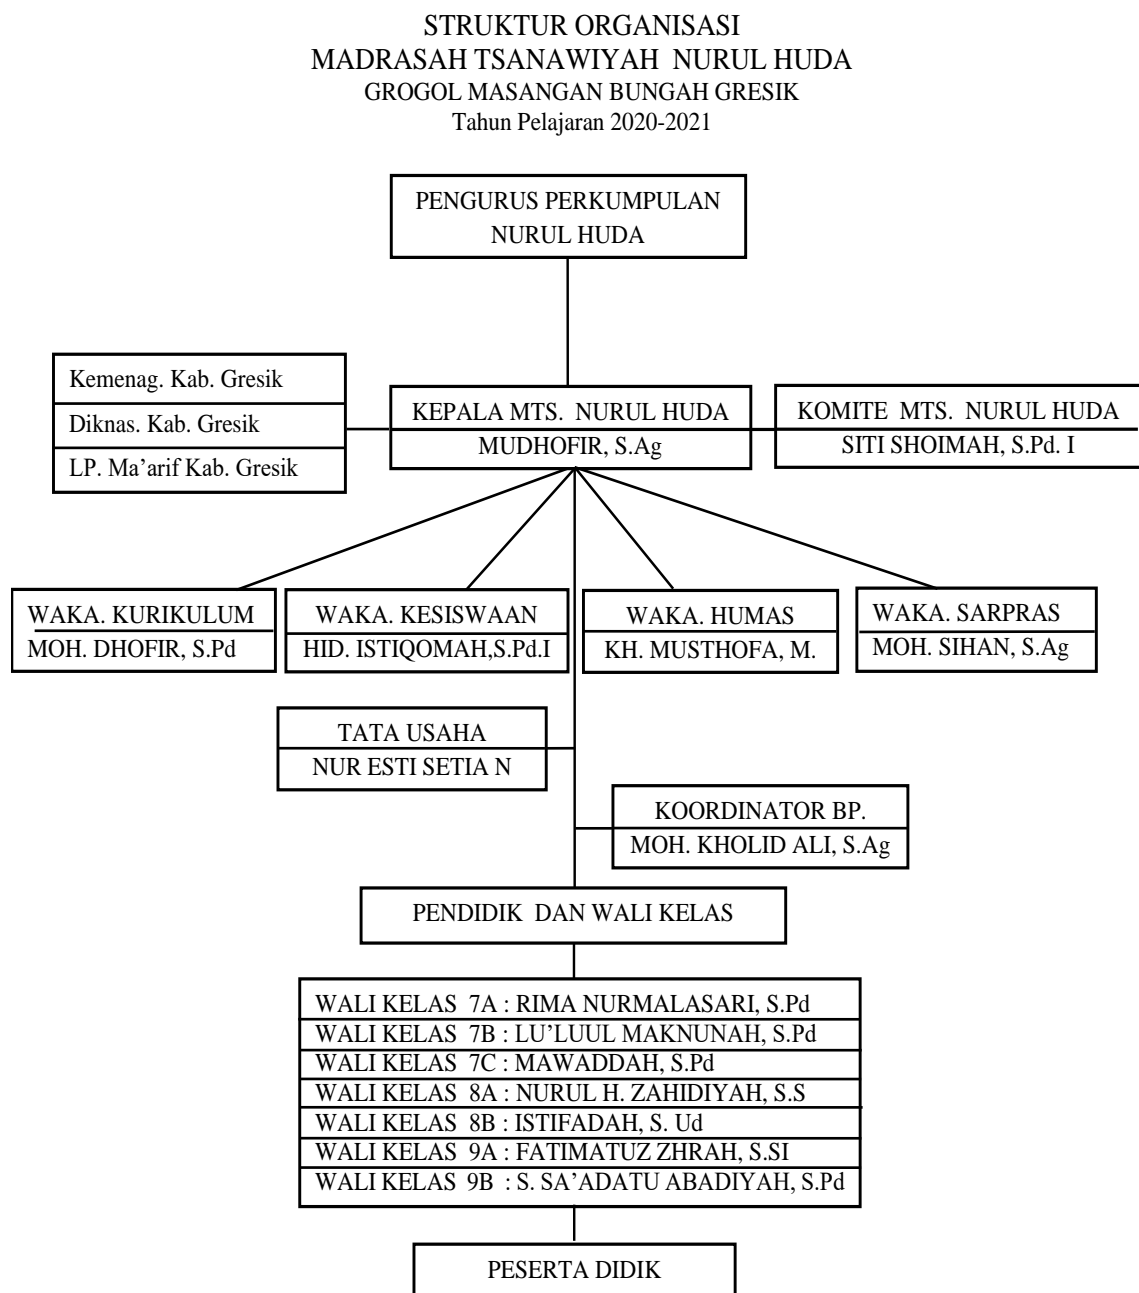 STRUKTUR ORGANISASI
MADRASAH TSANAWIYAH NURUL HUDA
GROGOL MASANGAN BUNGAH GRESIK
Tahun Pelajaran 2020-2021
PENGURUS PERKUMPULAN
NURUL HUDA
Kemenag. Kab. Gresik
Diknas. Kab. Gresik
LP. Ma’arif Kab. Gresik
KEPALA MTS. NURUL HUDA
MUDHOFIR, S.Ag
KOMITE MTS. NURUL HUDA
SITI SHOIMAH, S.Pd. I
WAKA. KURIKULUM
MOH. DHOFIR, S.Pd
WAKA. KESISWAAN
HID. ISTIQOMAH,S.Pd.I
WAKA. HUMAS
KH. MUSTHOFA, M.
WAKA. SARPRAS
MOH. SIHAN, S.Ag
TATA USAHA
NUR ESTI SETIA N
KOORDINATOR BP.
MOH. KHOLID ALI, S.Ag
PENDIDIK DAN WALI KELAS
WALI KELAS 7A : RIMA NURMALASARI, S.Pd
WALI KELAS 7B : LU’LUUL MAKNUNAH, S.Pd
WALI KELAS 7C : MAWADDAH, S.Pd
WALI KELAS 8A : NURUL H. ZAHIDIYAH, S.S
WALI KELAS 8B : ISTIFADAH, S. Ud
WALI KELAS 9A : FATIMATUZ ZHRAH, S.SI
WALI KELAS 9B : S. SA’ADATU ABADIYAH, S.Pd
PESERTA DIDIK